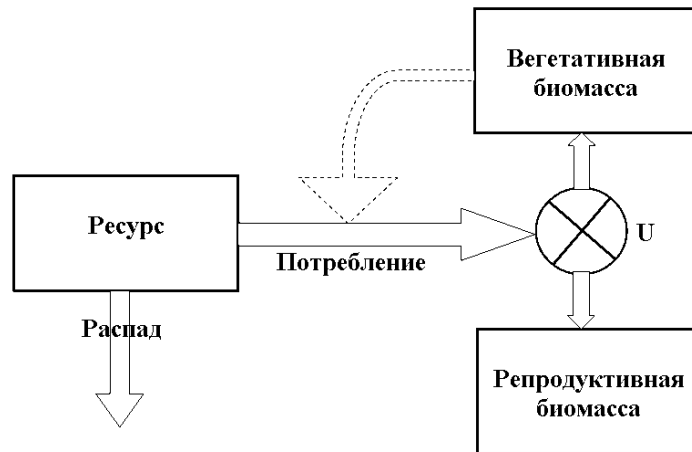 Вегетативная
биомасса
Ресурс
U
Потребление
Распад
Репродуктивная
биомасса